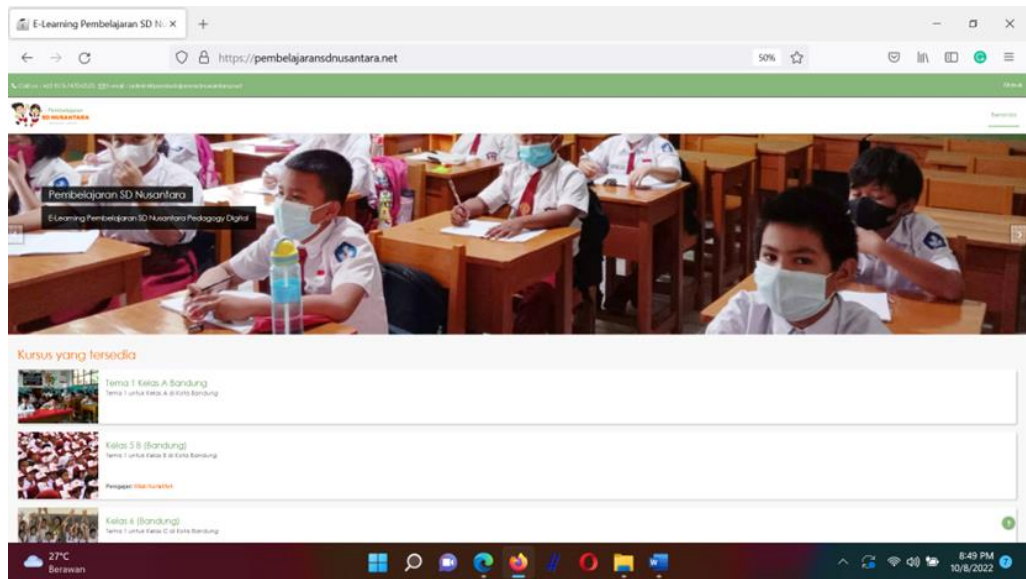 E-Learning Pembelajaran SD Nu
https://pembelajaransdnusantara.net
50%
Pembelajaran
SD NUSANTARA
Beranda
Pembelajaran SD Nusantara
E-Learning Pembelajaran SD Nusantara Pedagogy Digital
Kursus yang tersedia
Tema 1 Kelas A Bandung
Tema 1 untuk Kelas A di Kota Bandung
Kelas 5 B (Bandung)
Tema 1 untuk Kelas B di Kota Bandung
Pengajar:
Kelas 6 (Bandung)
Tema 1 untuk Kelas C di Kota Bandung
27°C
Berawan
8:49 PM
10/8/2022